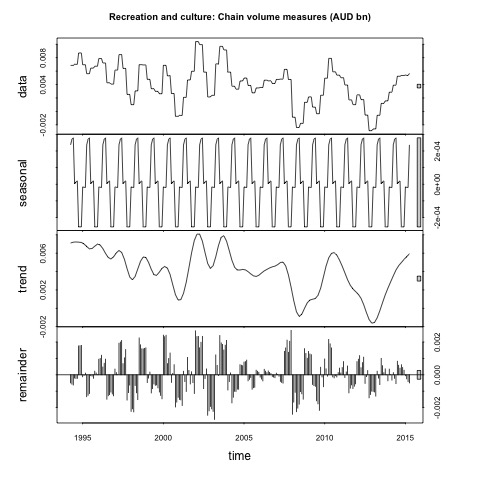 Recreation and culture: Chain volume measures (AUD bn)
data
-0.002 0.004 0.008
seasonal
-2e-04 0e+00 2e-04
trend
-0.002 0.002 0.006
remainder
-0.002 0.000 0.002
1995 2000 2005 2010 2015
time